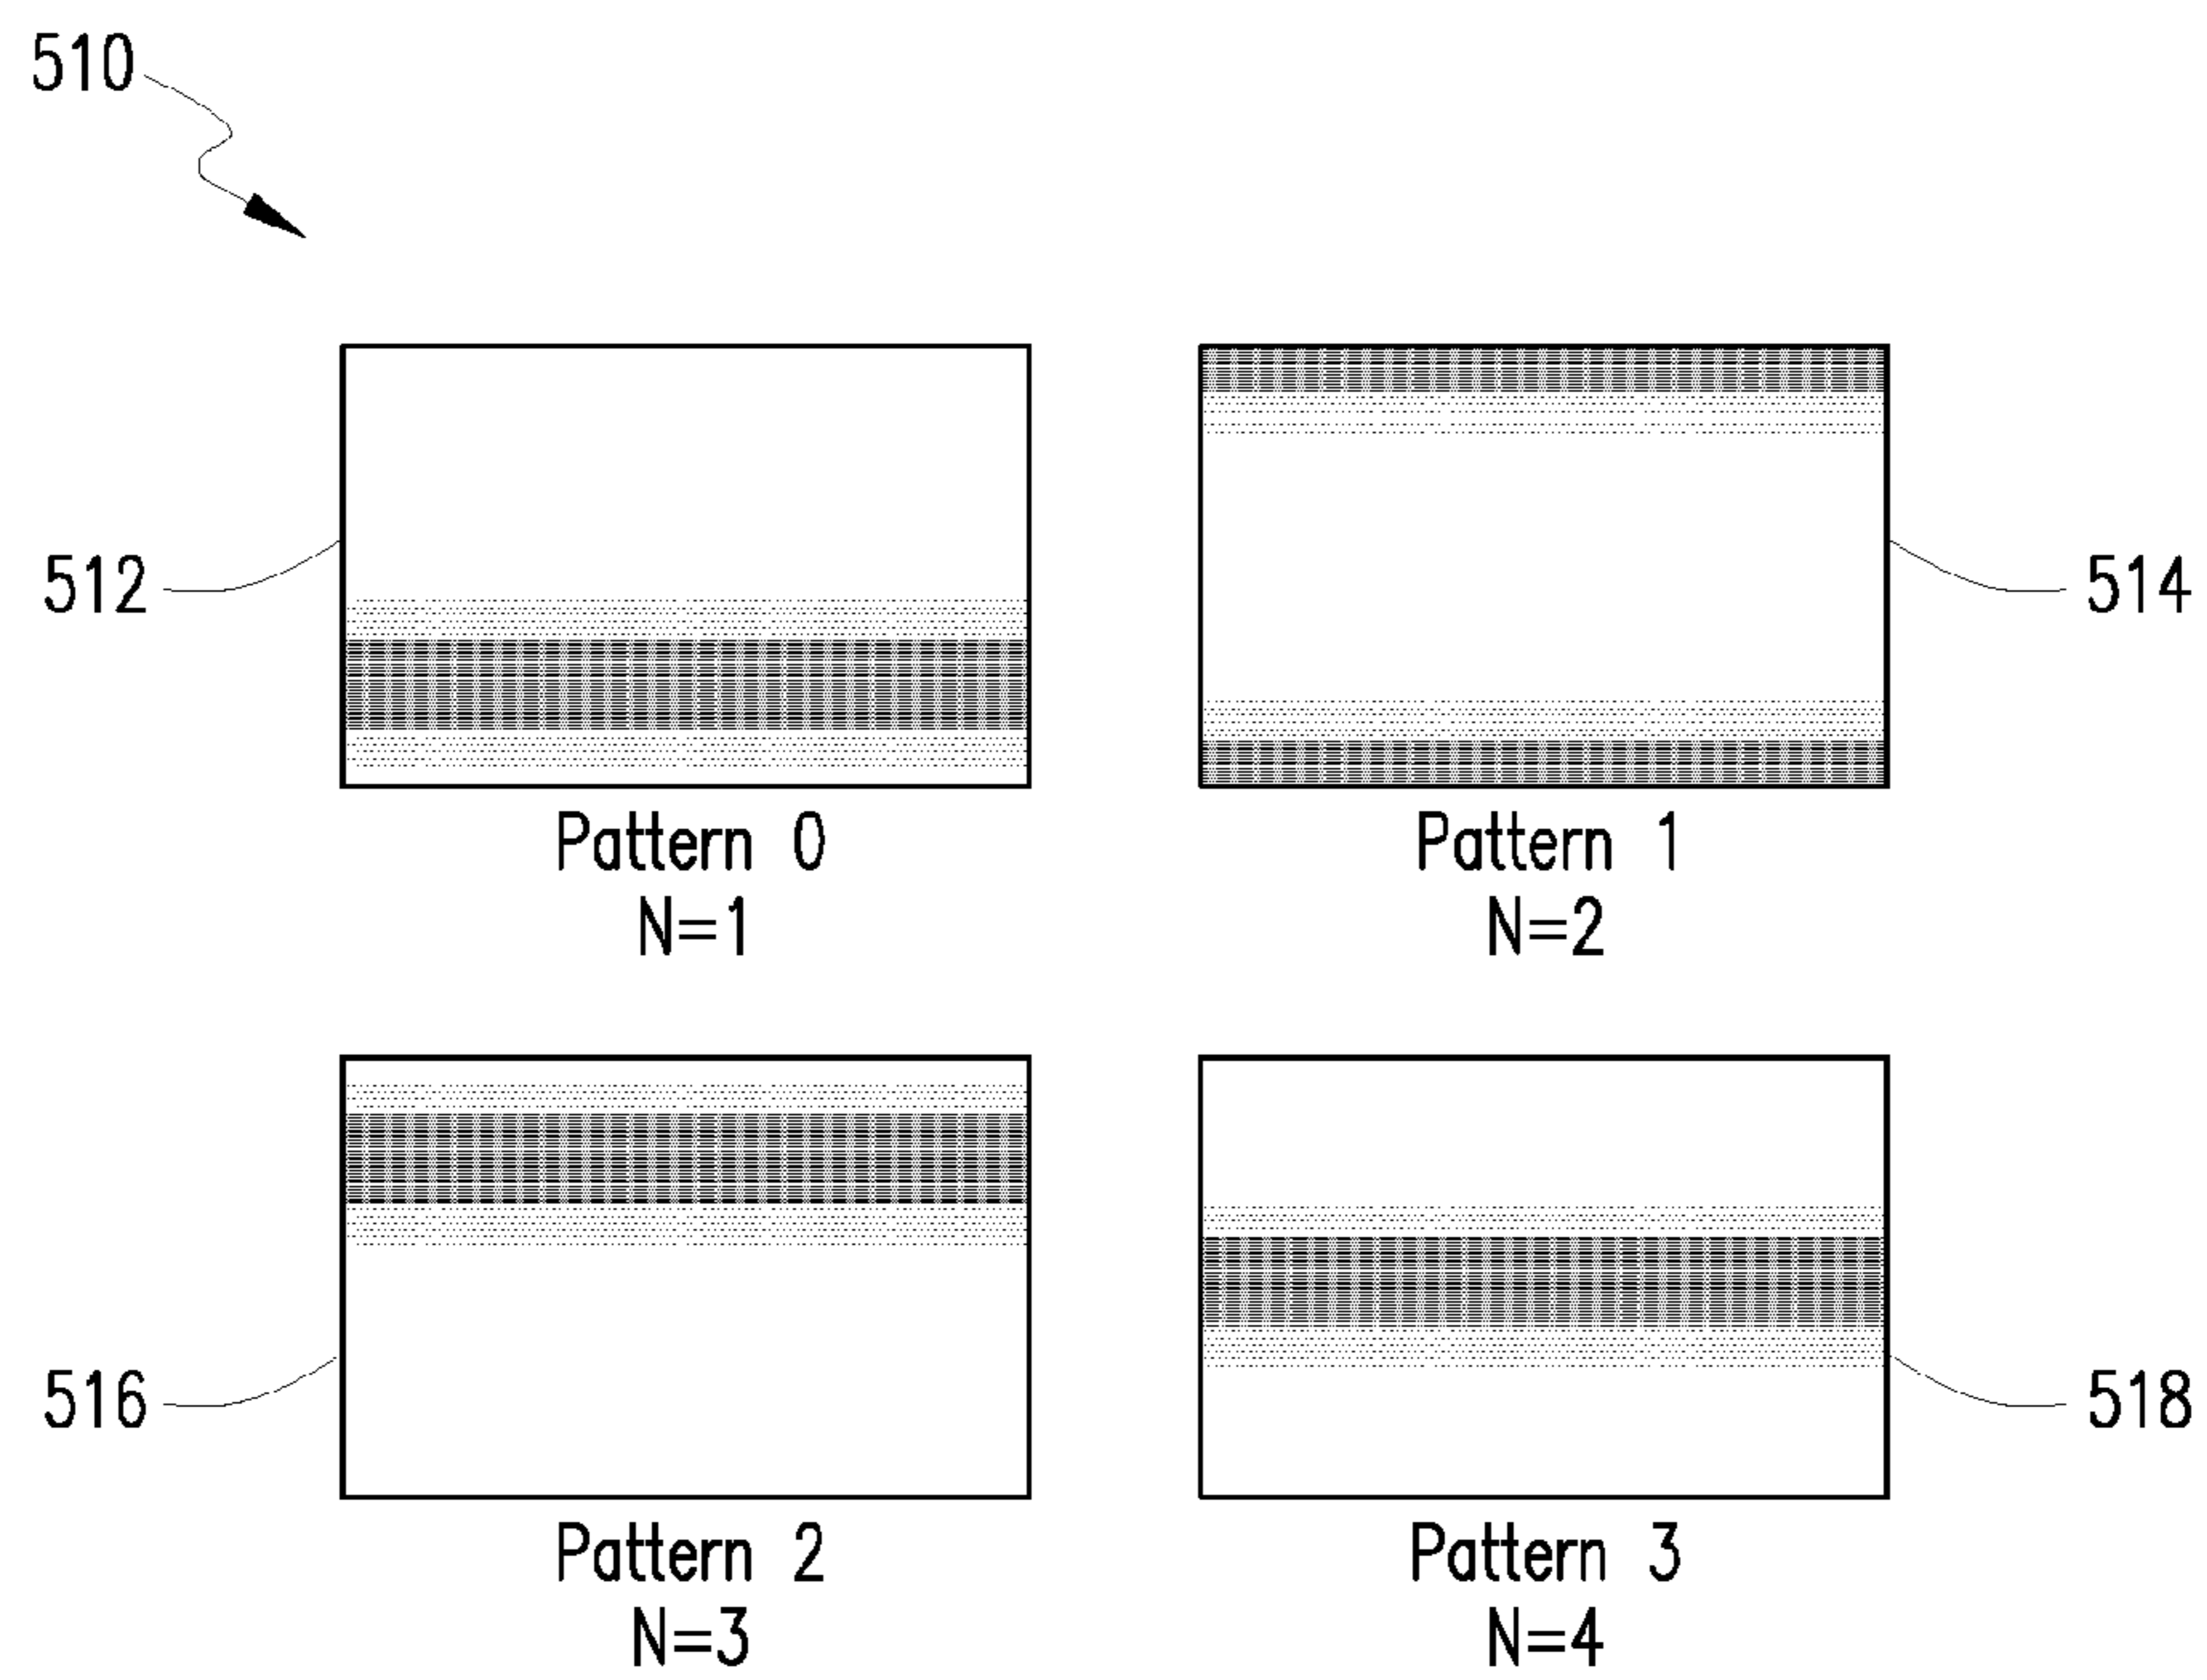 510
512
514
Pattern 0
N=1
Pattern 1
N=2
516
518
Pattern 2
N=3
Pattern 3
N=4